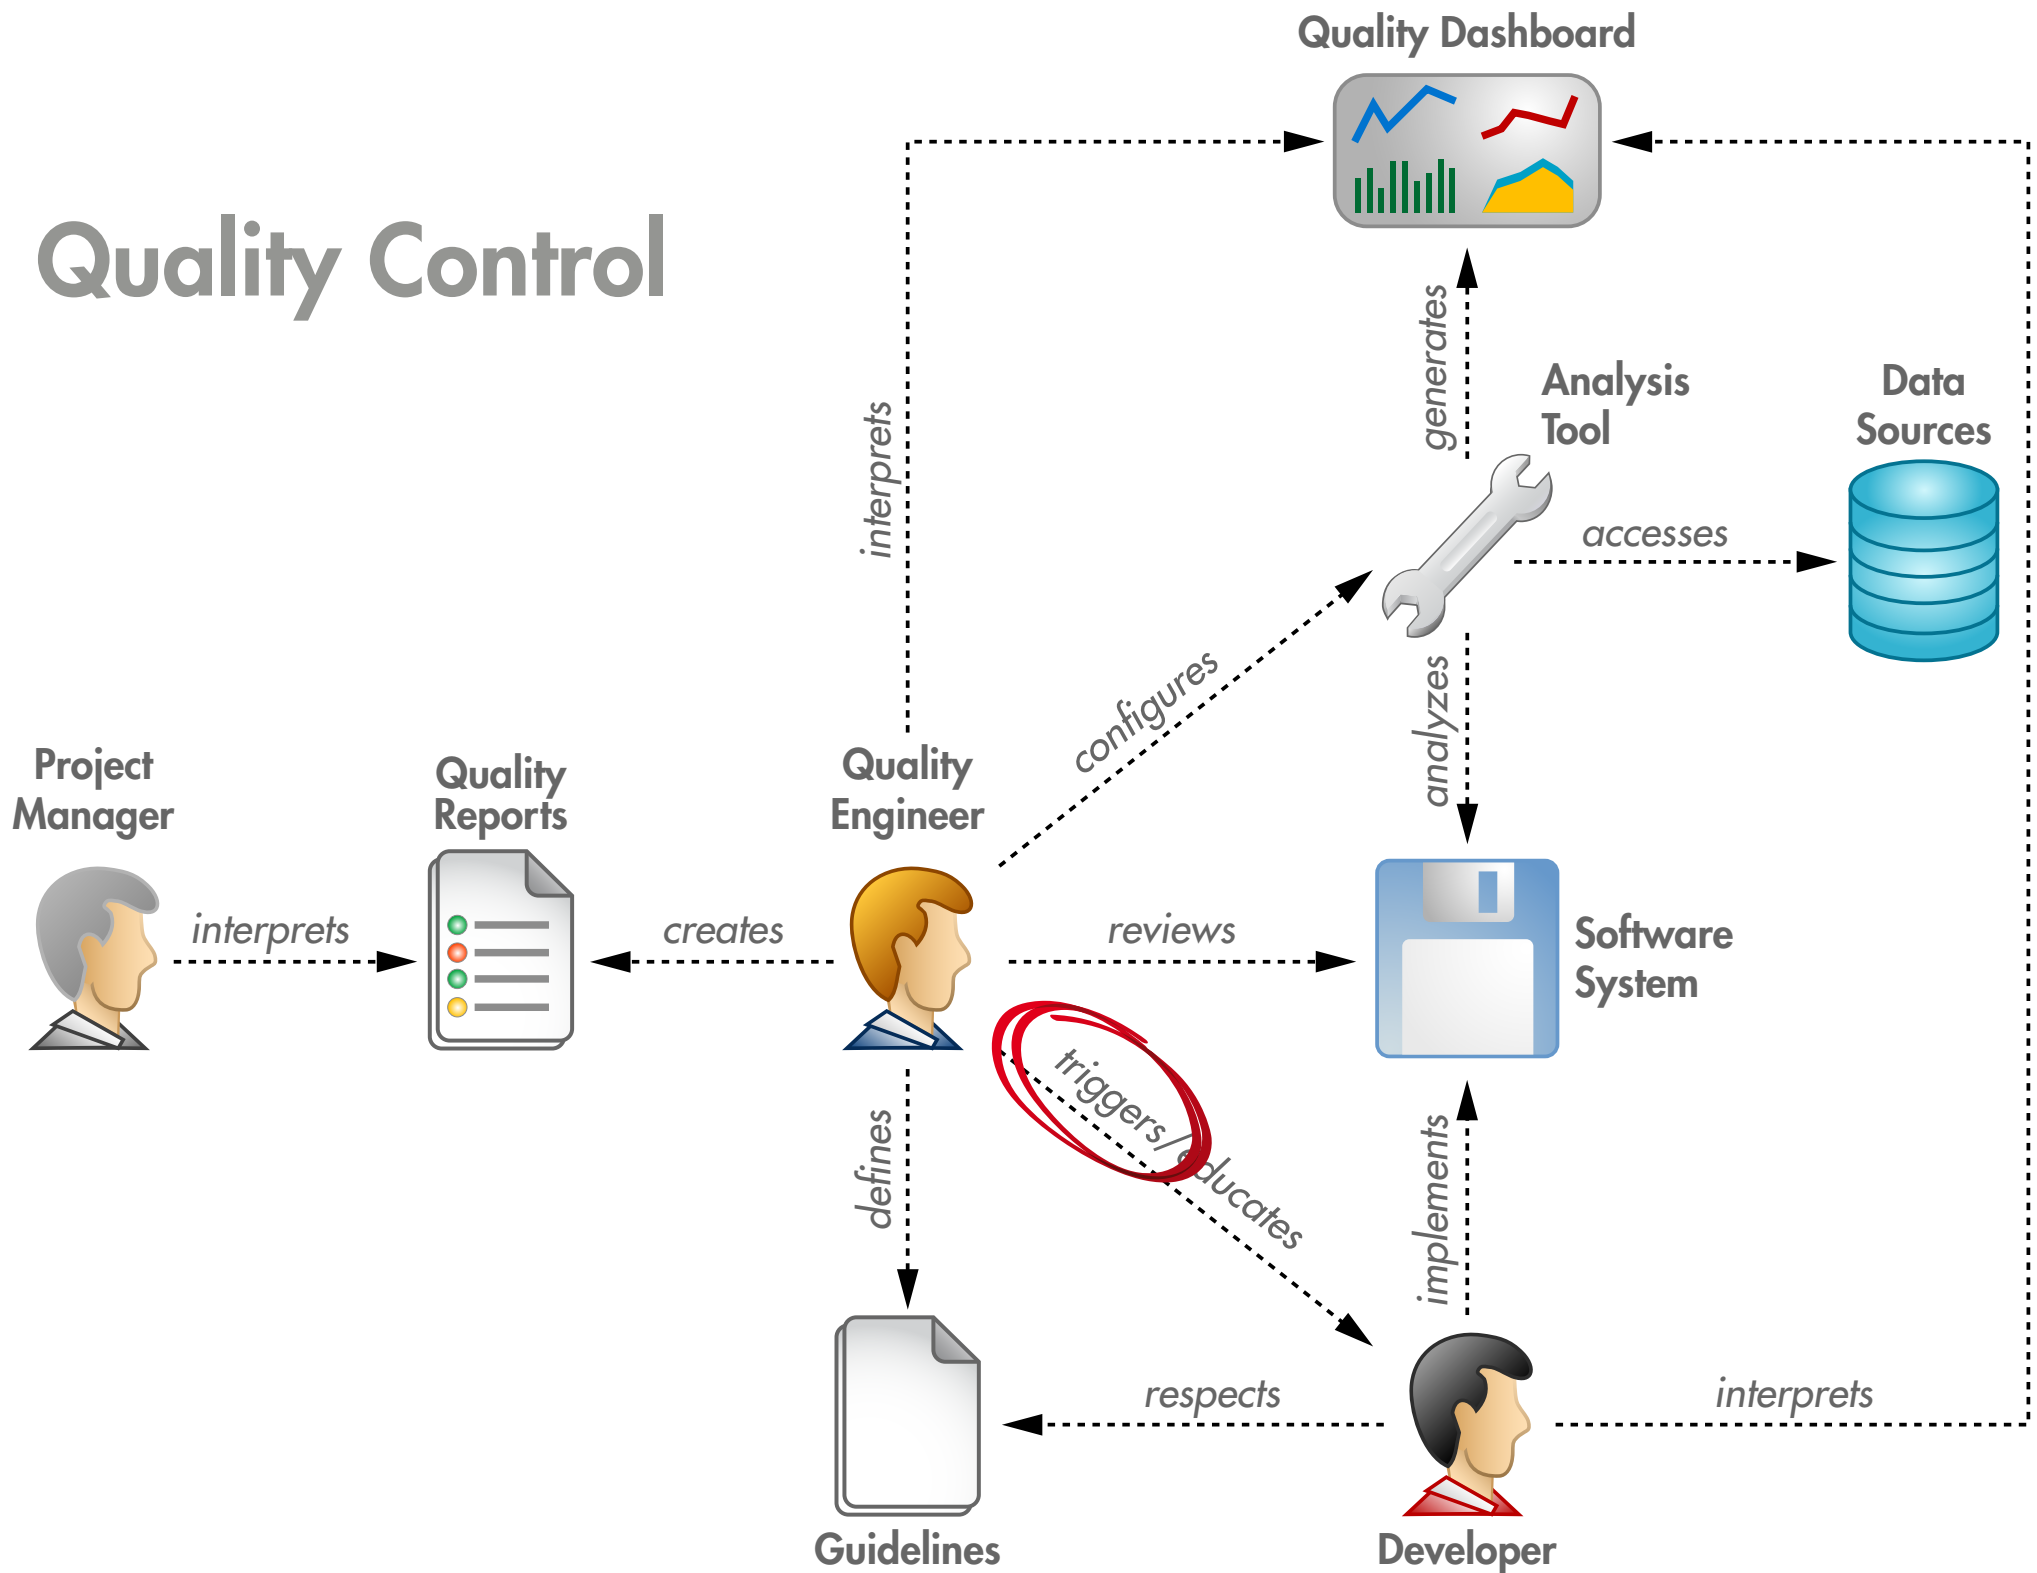 Quality Dashboard
Quality Control
generates
Analysis
Tool
Data
Sources
interprets
accesses
configures
analyzes
Project
Manager
Quality
Reports
Quality
Engineer
interprets
creates
reviews
Software
System
triggers/educates
defines
implements
respects
interprets
Guidelines
Developer